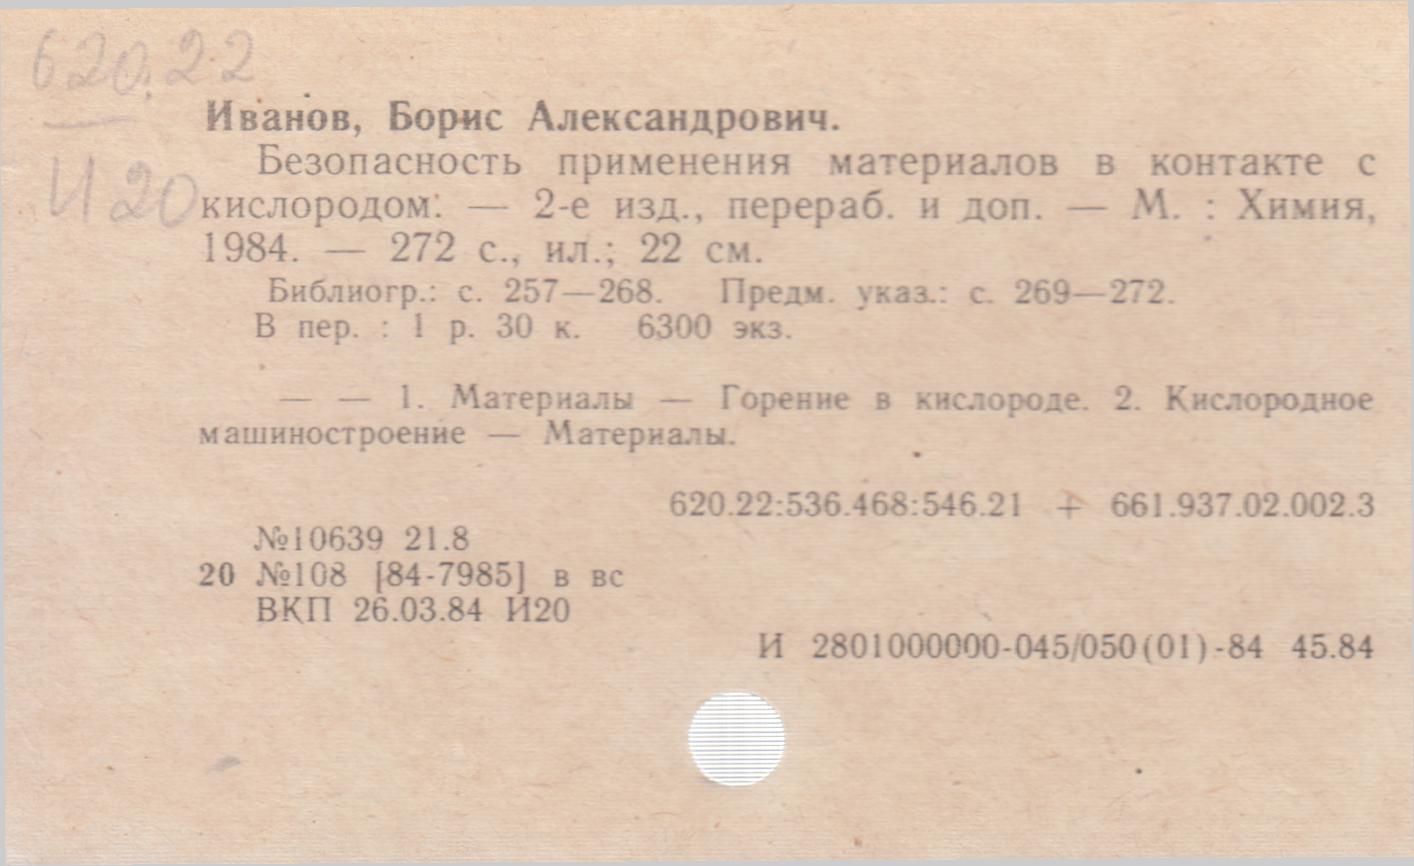 620.22
И20
Иванов, Борис Александрович.
Безопасность применения материалов в контакте с
кислородом. — 2-е изд., перераб. и доп. — М. : Химия,
1984. — 272 с., ил.; 22 см.
Библиогр.: с. 257—268. Предм. указ.: с. 269—272.
В пер. : 1 р. 30 к. 6300 экз.
— — 1. Материалы — Горение в кислороде. 2. Кислородное
машиностроение — Материалы.
620.22:536.468:546.21 + 661.937.02.002.3
№10639 21.8
20 №108 [84-7985] в вс
ВКП 26.03.84 И20
И 2801000000-045/050(01)-84 45.84